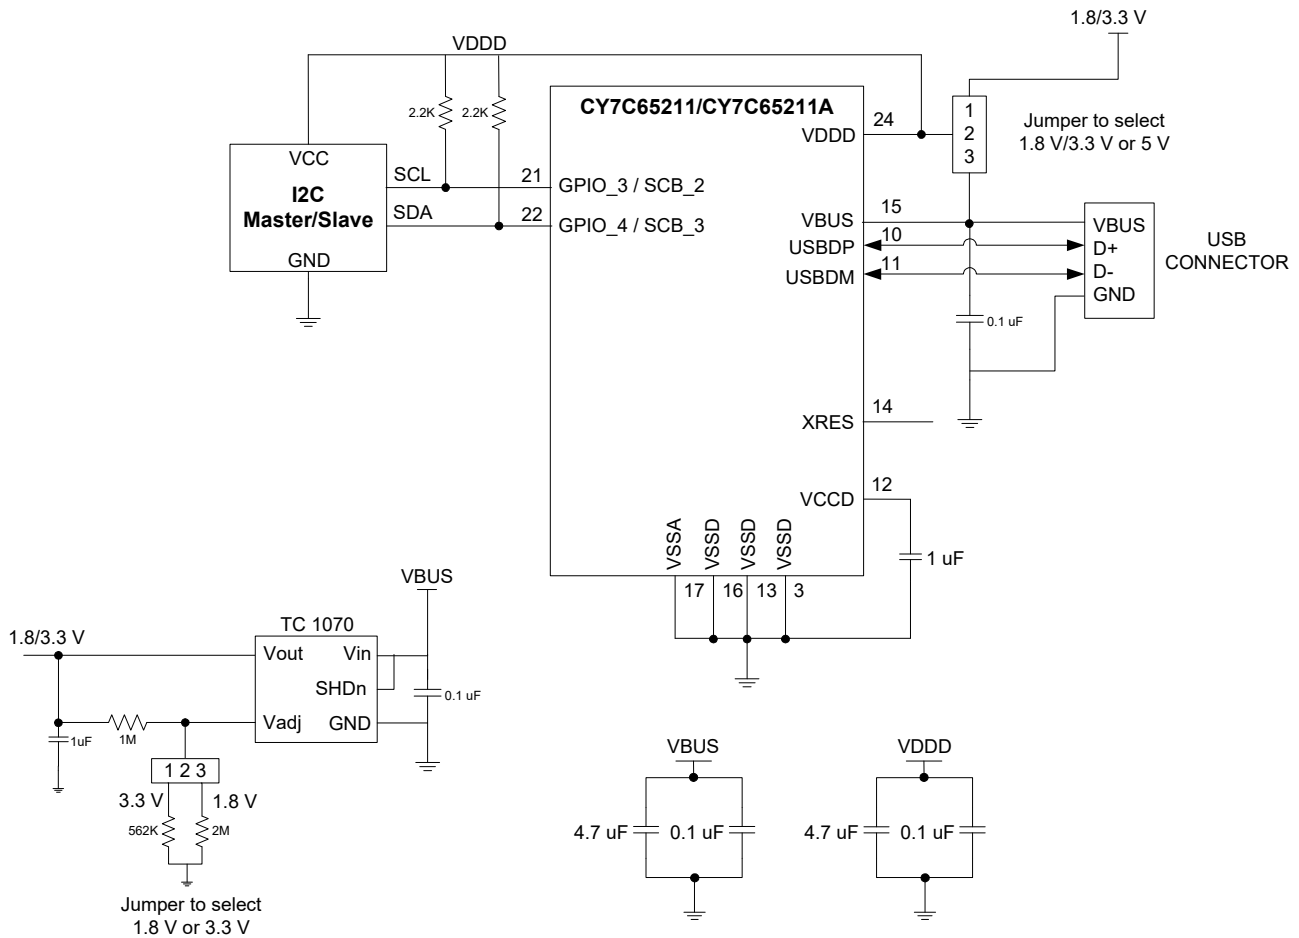 1.8/3.3 V
VDDD
2.2K
2.2K
CY7C65211/CY7C65211A
VDDD
24
1
2
3
Jumper to select
1.8 V/3.3 V or 5 V
VCC
I2C
Master/Slave
GND
SCL
SDA
21
22
GPIO_3 / SCB_2
GPIO_4 / SCB_3
VBUS
15
USBDP
10
USBDM
11
VBUS
D+
D-
GND
USB
CONNECTOR
0.1 uF
XRES
14
VCCD
12
1 uF
VSSA
VSSD
VSSD
VSSD
17
16
13
3
VBUS
1.8/3.3 V
TC 1070
Vout
Vin
SHDn
Vadj
GND
0.1 uF
1uF
1M
1 2 3
3.3 V
1.8 V
562K
2M
Jumper to select
1.8 V or 3.3 V
VBUS
4.7 uF
0.1 uF
VDDD
4.7 uF
0.1 uF